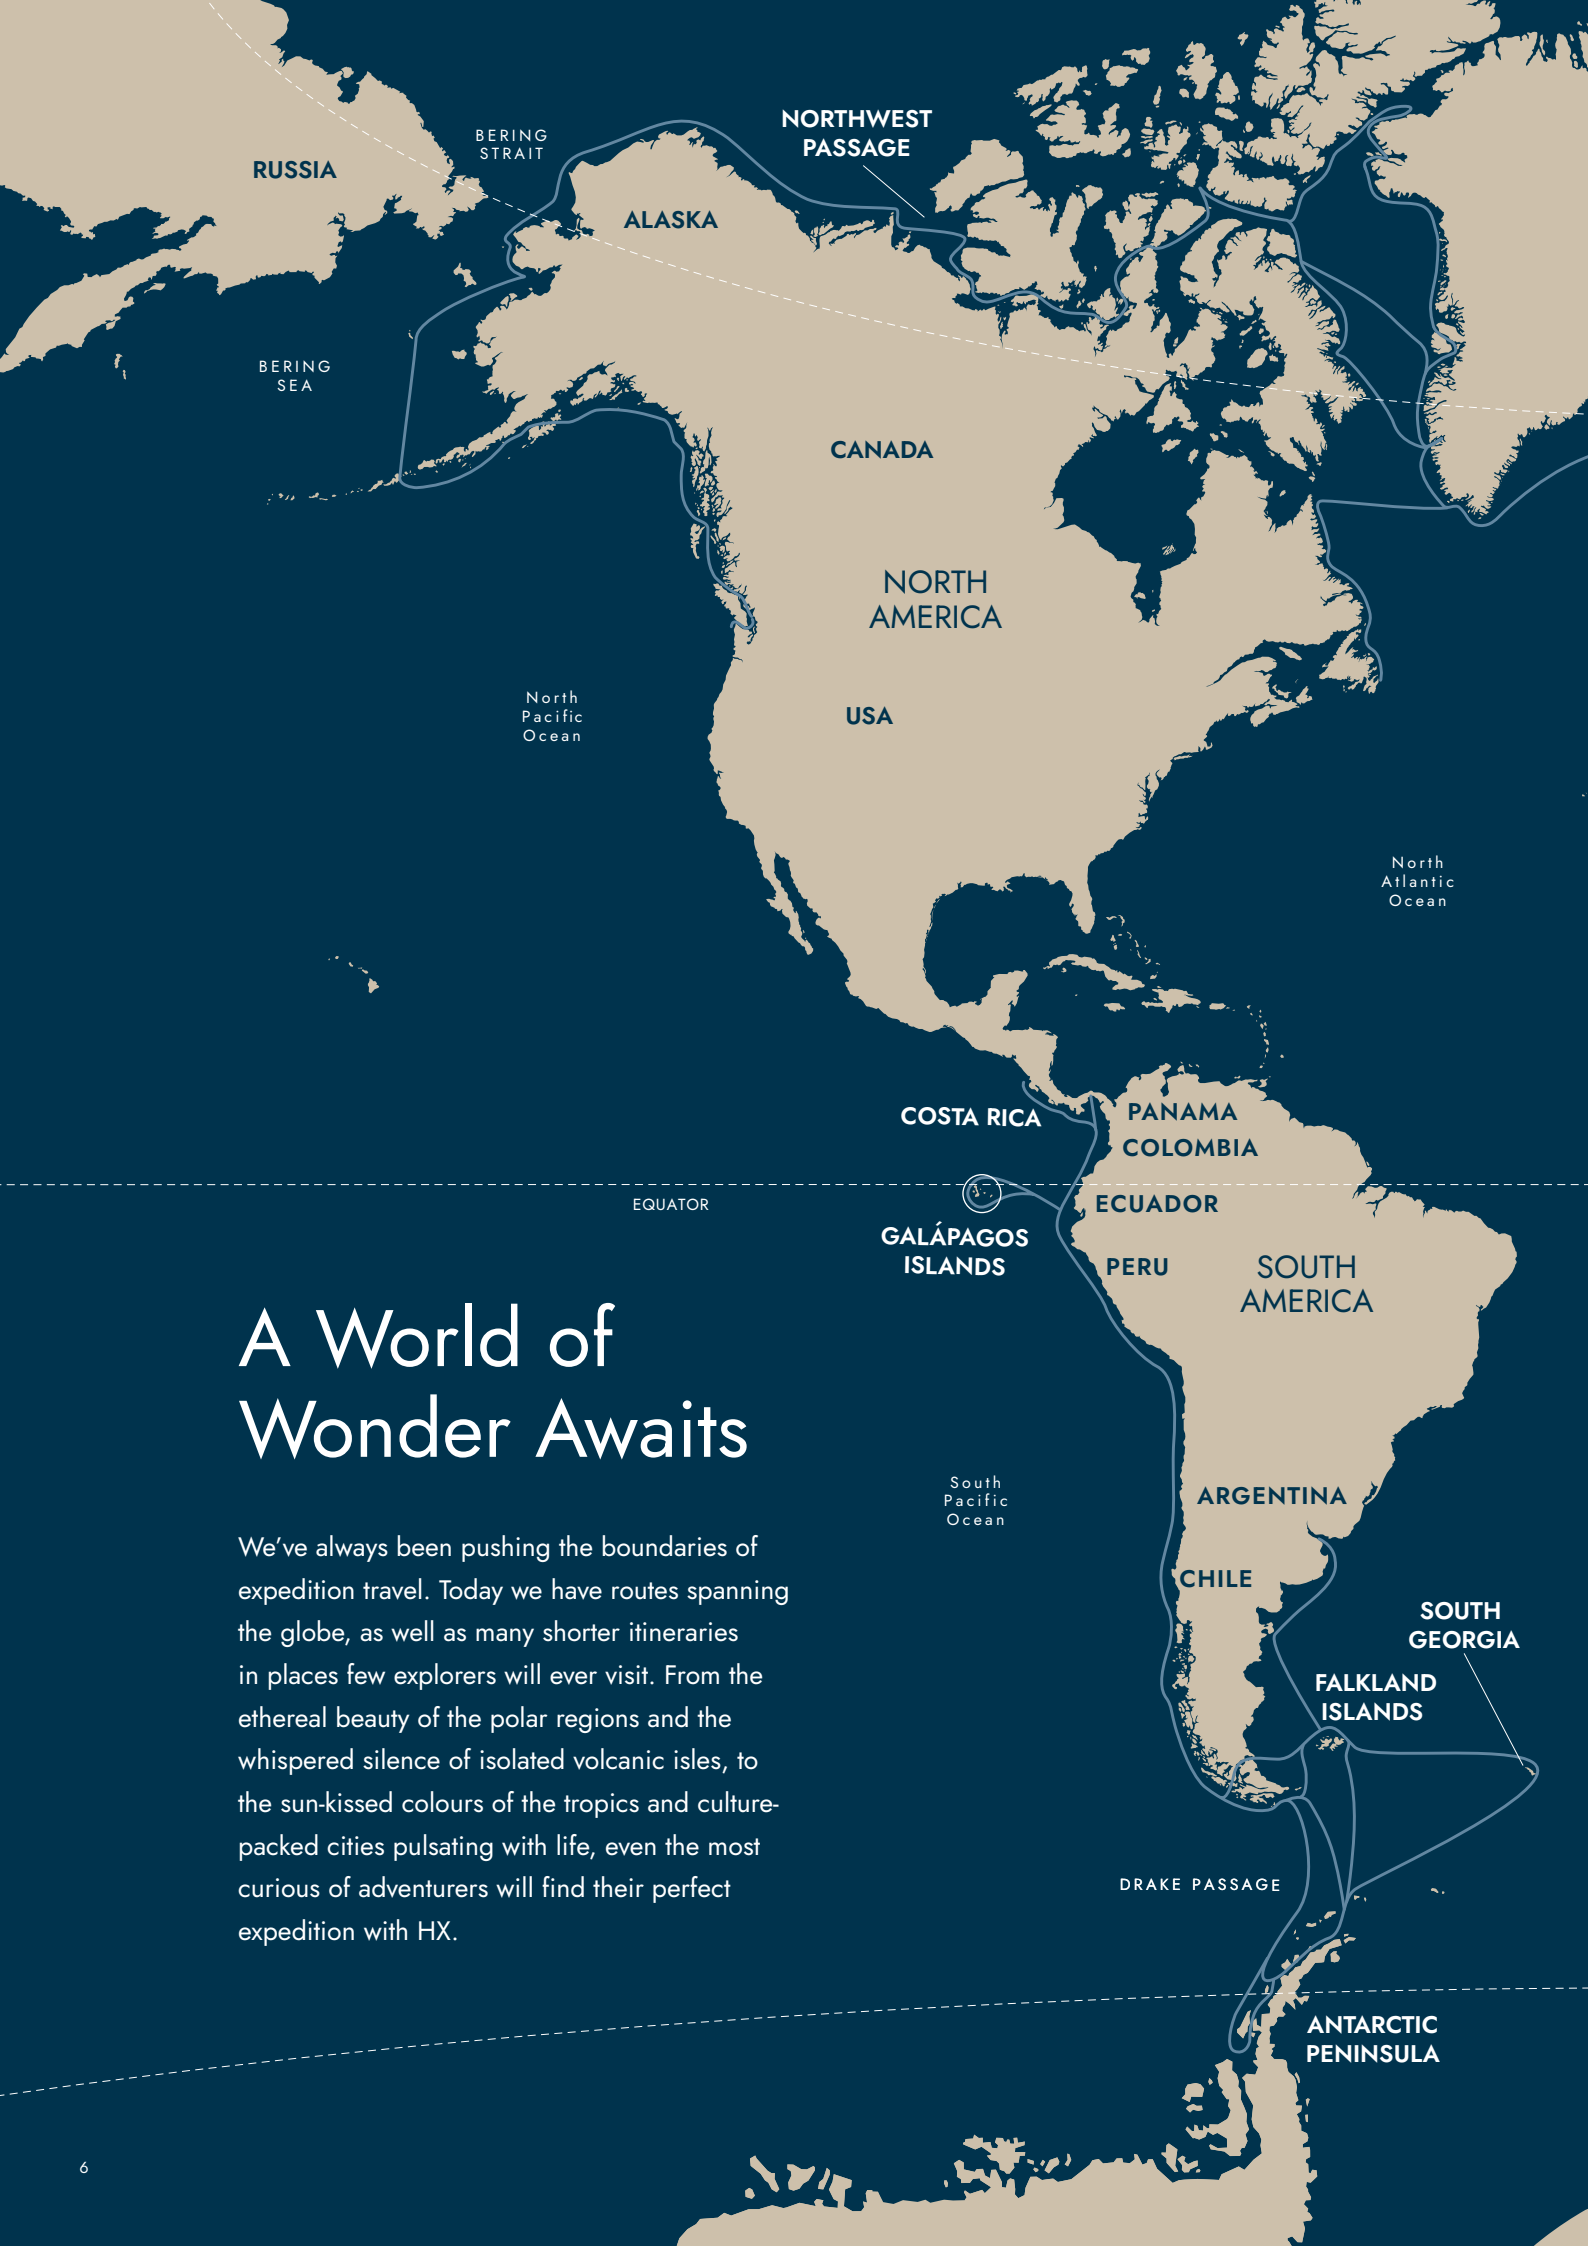 NORTHWEST
PASSAGE
BERING
STRAIT
RUSSIA
ALASKA
BERING
SEA
CANADA
NORTH
AMERICA
North
Pacific
Ocean
USA
North
Atlantic
Ocean
COSTA RICA
PANAMA
COLOMBIA
EQUATOR
ECUADOR
GALÁPAGOS
ISLANDS
PERU
SOUTH
AMERICA
A World of
Wonder Awaits
South
Pacific
Ocean
ARGENTINA
CHILE
SOUTH
GEORGIA
FALKLAND
ISLANDS
We’ve always been pushing the boundaries of
expedition travel. Today we have routes spanning
the globe, as well as many shorter itineraries
in places few explorers will ever visit. From the
ethereal beauty of the polar regions and the
whispered silence of isolated volcanic isles, to
the sun-kissed colours of the tropics and culture-
packed cities pulsating with life, even the most
curious of adventurers will find their perfect
expedition with HX.
DRAKE PASSAGE
ANTARCTIC
PENINSULA
6